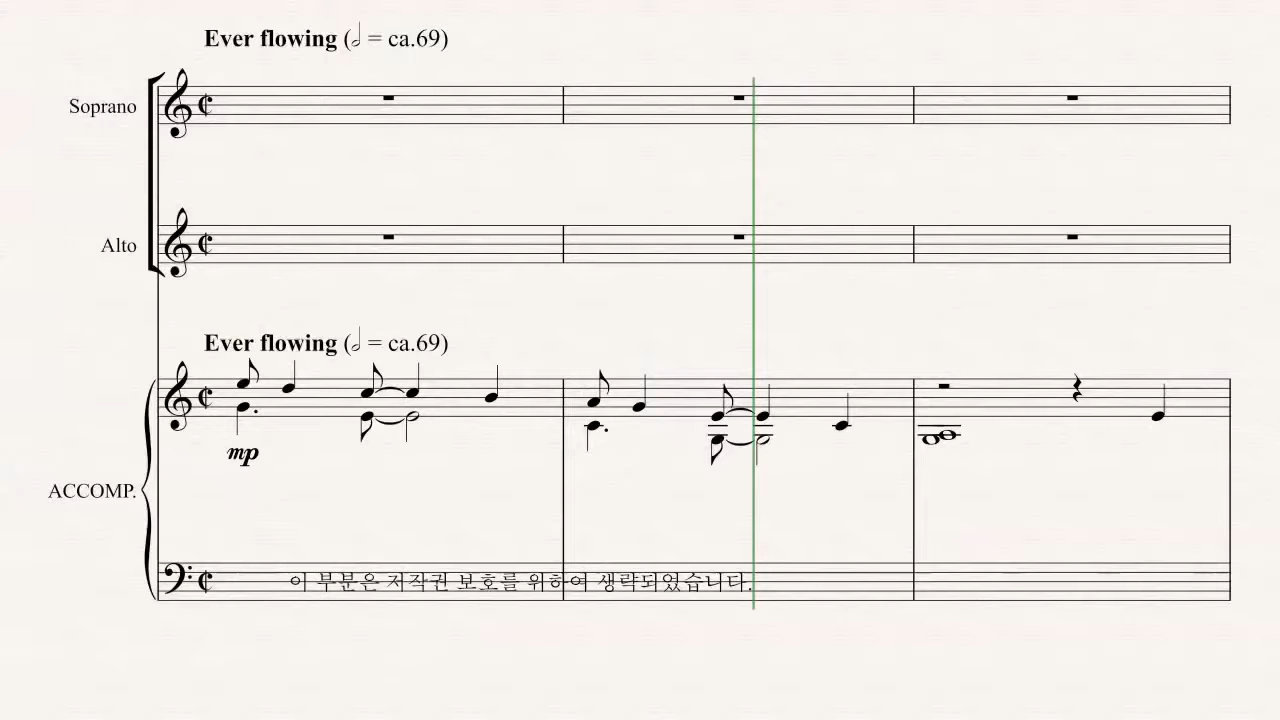 Ever flowing (𝅗𝅥 = ca.69)
Soprano
Alto
Ever flowing (𝅗𝅥 = ca.69)
mp
ACCOMP.
이 부분은 저작권 보호를 위하여 생략되었습니다.